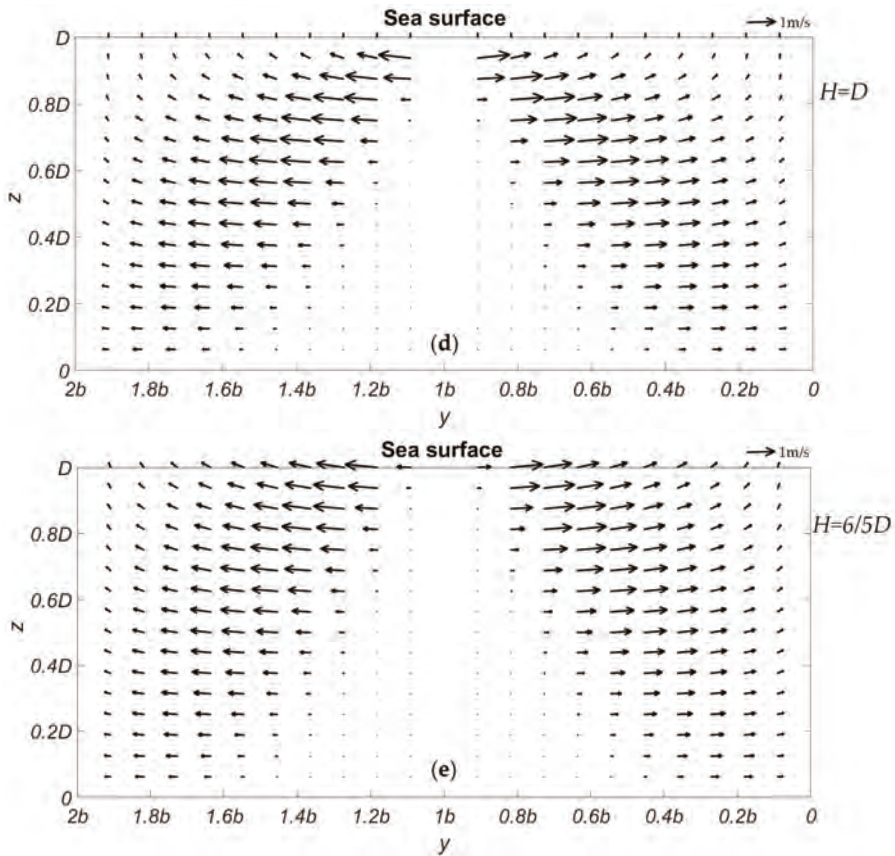 Sea surface
1m/s
D
0.8D
0.6D
0.4D
0.2D
0
z
H=D
(d)
2b 1.8b 1.6b 1.4b 1.2b 1b 0.8b 0.6b 0.4b 0.2b 0
y
Sea surface
1m/s
D
0.8D
0.6D
0.4D
0.2D
0
z
H=6/5D
(e)
2b 1.8b 1.6b 1.4b 1.2b 1b 0.8b 0.6b 0.4b 0.2b 0
y